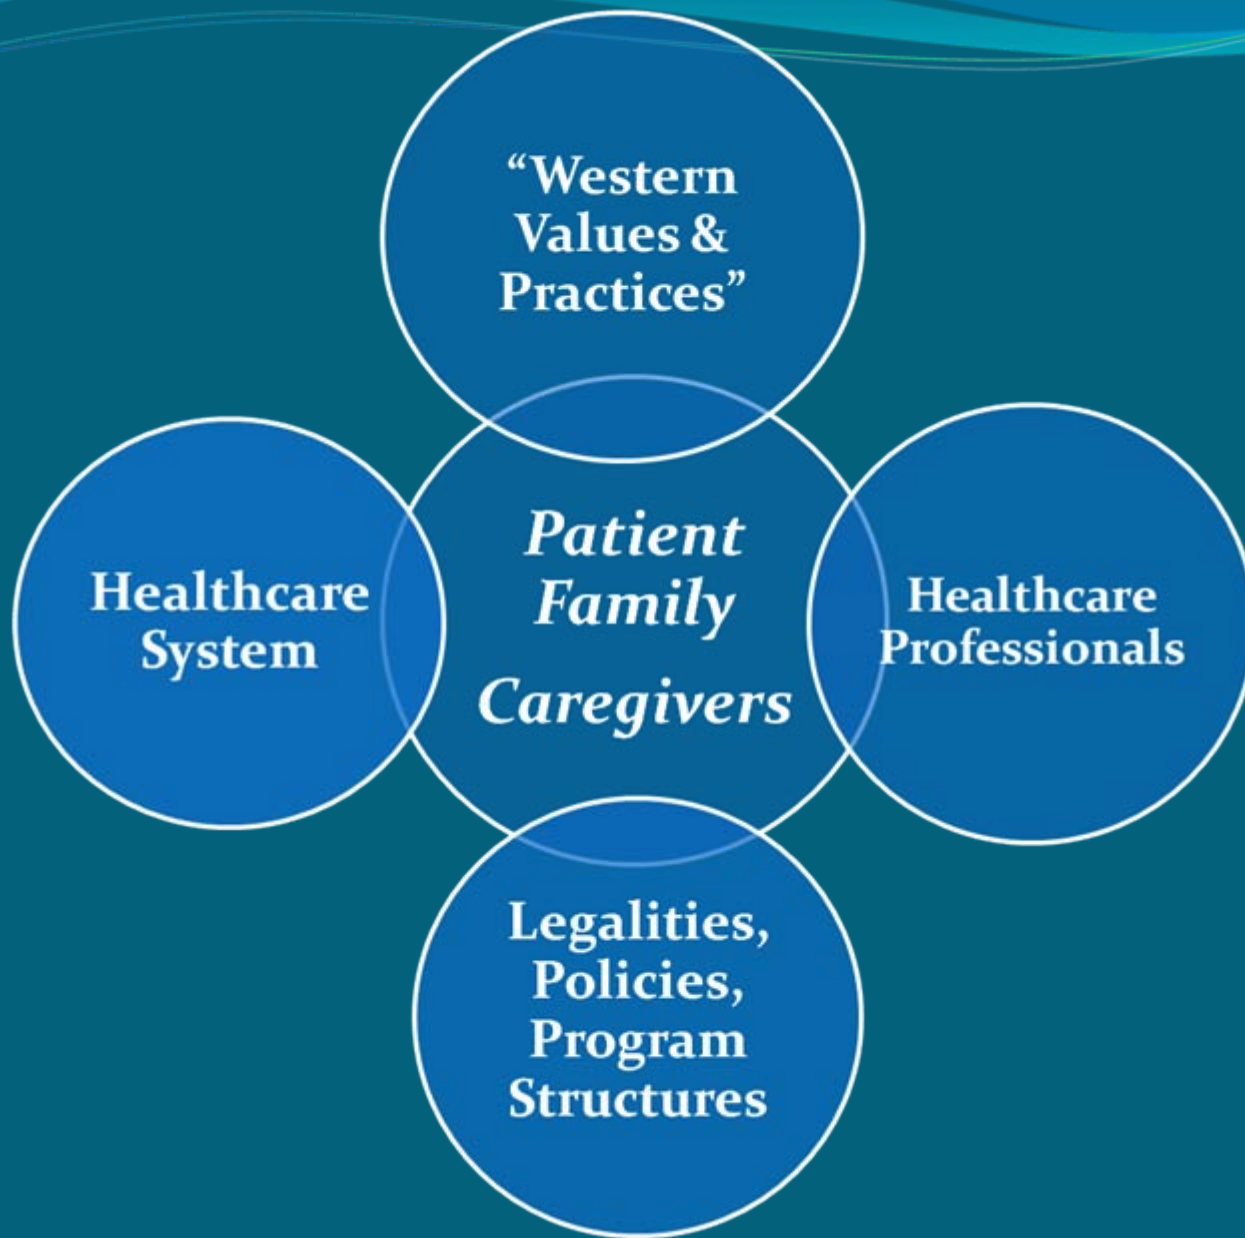 “Western
Values &
Practices”
Healthcare
System
Patient
Family
Caregivers
Healthcare
Professionals
Legalities,
Policies,
Program
Structures